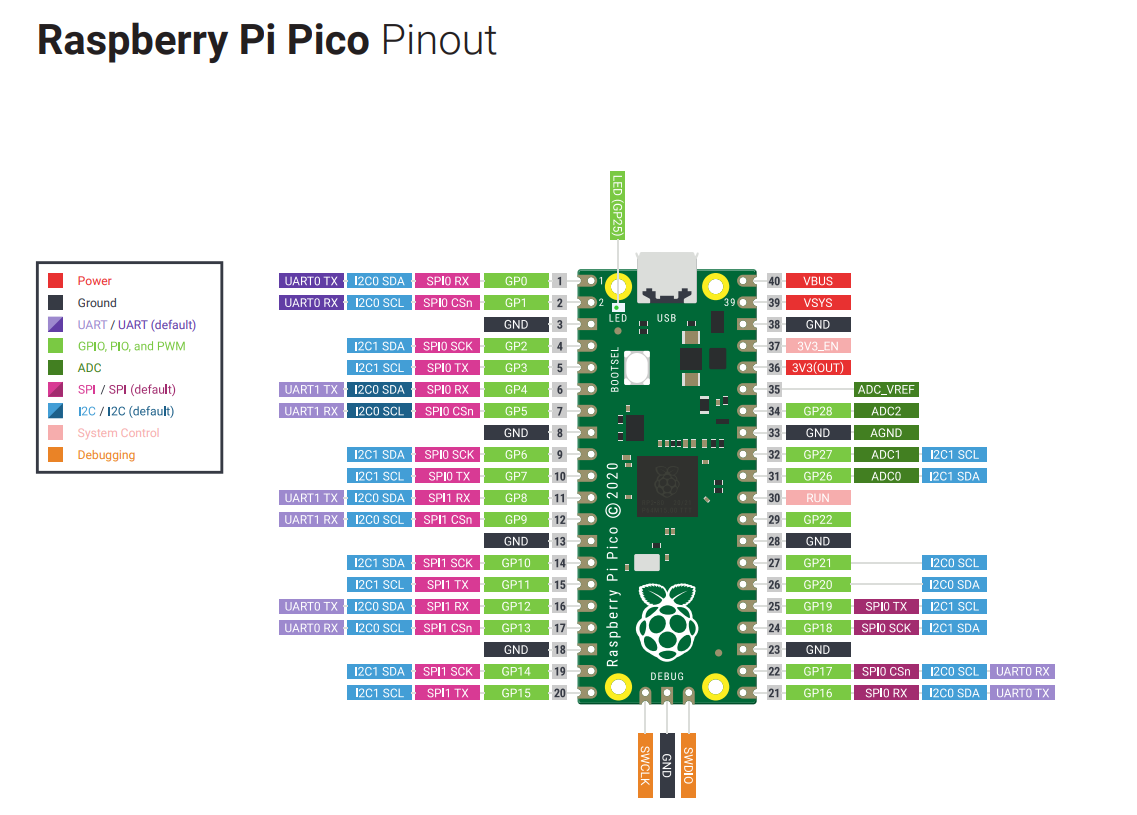 Raspberry Pi Pico Pinout
LED (GP25)
Power
Ground
UART / UART (default)
GPIO, PIO, and PWM
ADC
SPI / SPI (default)
I2C / I2C (default)
System Control
Debugging
UART0 TX I2C0 SDA SPI0 RX GP0 1 1 40 VBUS
UART0 RX I2C0 SCL SPI0 CSn GP1 2 2 39 39 VSYS
LED USB
GND 3 38 GND
I2C1 SDA SPI0 SCK GP2 4 37 3V3_EN
I2C1 SCL SPI0 TX GP3 5 36 3V3(OUT)
BOOTSEL
UART1 TX I2C0 SDA SPI0 RX GP4 6 35 ADC_VREF
UART1 RX I2C0 SCL SPI0 CSn GP5 7 34 GP28 ADC2
GND 8 33 GND AGND
I2C1 SDA SPI0 SCK GP6 9 32 GP27 ADC1 I2C1 SCL
I2C1 SCL SPI0 TX GP7 10 31 GP26 ADC0 I2C1 SDA
UART1 TX I2C0 SDA SPI1 RX GP8 11 30 RUN
UART1 RX I2C0 SCL SPI1 CSn GP9 12 29 GP22
GND 13 28 GND
Raspberry Pi Pico ©2020
I2C1 SDA SPI1 SCK GP10 14 27 GP21 I2C0 SCL
I2C1 SCL SPI1 TX GP11 15 26 GP20 I2C0 SDA
UART0 TX I2C0 SDA SPI1 RX GP12 16 25 GP19 SPI0 TX I2C1 SCL
UART0 RX I2C0 SCL SPI1 CSn GP13 17 24 GP18 SPI0 SCK I2C1 SDA
GND 18 23 GND
I2C1 SDA SPI1 SCK GP14 19 22 GP17 SPI0 CSn I2C0 SCL UART0 RX
I2C1 SCL SPI1 TX GP15 20 21 GP16 SPI0 RX I2C0 SDA UART0 TX
DEBUG
SWCLK
GND
SWDIO